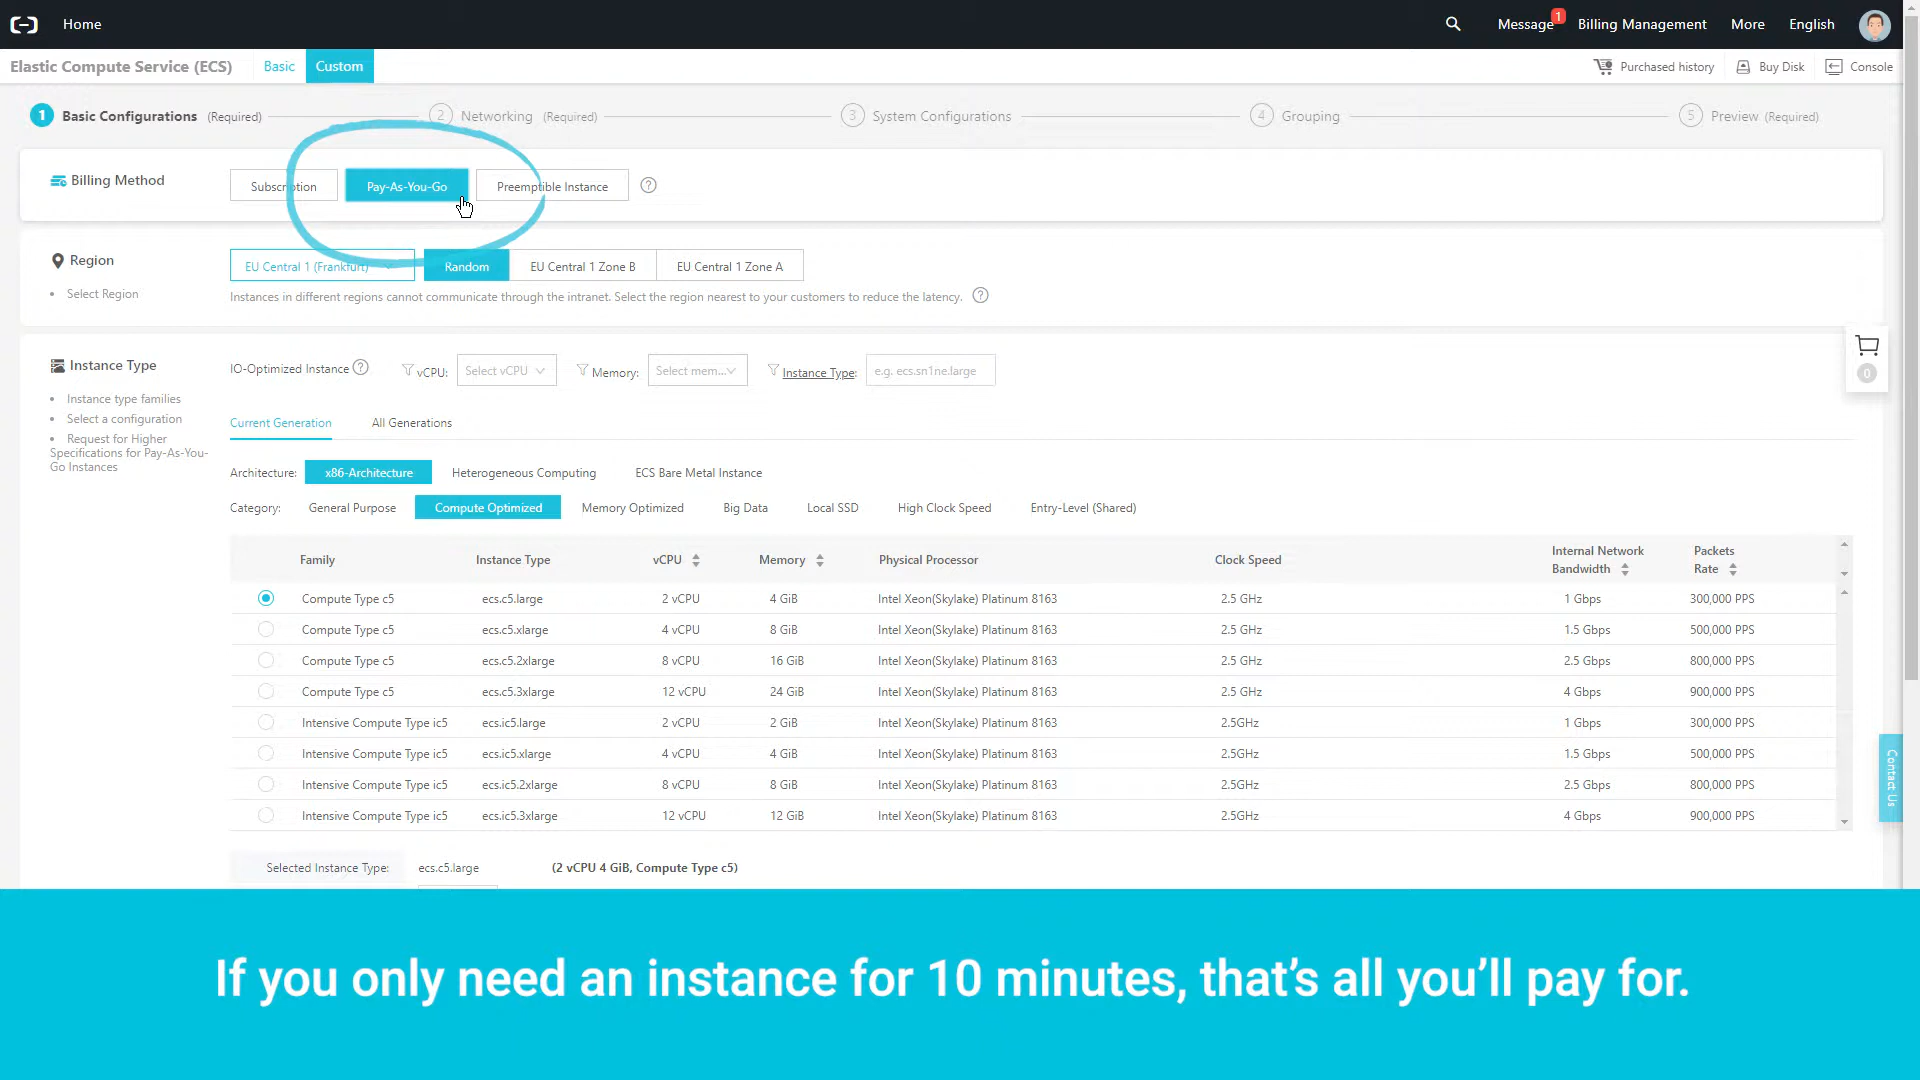 Home
Message 1 Billing Management More English
Elastic Compute Service (ECS) Basic Custom
Purchased history Buy Disk Console
1 Basic Configurations (Required) 2 Networking (Required) 3 System Configurations 4 Grouping 5 Preview (Required)
Billing Method Subscription Pay-As-You-Go Preemptible Instance ?
Region EU Central 1 (Frankfurt) Random EU Central 1 Zone B EU Central 1 Zone A
• Select Region Instances in different regions cannot communicate through the intranet. Select the region nearest to your customers to reduce the latency. ?
0
Instance Type IO-Optimized Instance ? vCPU: Select vCPU Memory: Select mem... Instance Type: e.g. ecs.sn1ne.large
• Instance type families
• Select a configuration
• Request for Higher
Specifications for Pay-As-You-
Go Instances
Current Generation All Generations
Architecture: x86-Architecture Heterogeneous Computing ECS Bare Metal Instance
Category: General Purpose Compute Optimized Memory Optimized Big Data Local SSD High Clock Speed Entry-Level (Shared)
Family Instance Type vCPU Memory Physical Processor Clock Speed Internal Network Bandwidth Packets Rate
Compute Type c5 ecs.c5.large 2 vCPU 4 GiB Intel Xeon(Skylake) Platinum 8163 2.5 GHz 1 Gbps 300,000 PPS
Compute Type c5 ecs.c5.xlarge 4 vCPU 8 GiB Intel Xeon(Skylake) Platinum 8163 2.5 GHz 1.5 Gbps 500,000 PPS
Compute Type c5 ecs.c5.2xlarge 8 vCPU 16 GiB Intel Xeon(Skylake) Platinum 8163 2.5 GHz 2.5 Gbps 800,000 PPS
Compute Type c5 ecs.c5.3xlarge 12 vCPU 24 GiB Intel Xeon(Skylake) Platinum 8163 2.5 GHz 4 Gbps 900,000 PPS
Intensive Compute Type ic5 ecs.ic5.large 2 vCPU 2 GiB Intel Xeon(Skylake) Platinum 8163 2.5GHz 1 Gbps 300,000 PPS
Intensive Compute Type ic5 ecs.ic5.xlarge 4 vCPU 4 GiB Intel Xeon(Skylake) Platinum 8163 2.5GHz 1.5 Gbps 500,000 PPS
Intensive Compute Type ic5 ecs.ic5.2xlarge 8 vCPU 8 GiB Intel Xeon(Skylake) Platinum 8163 2.5GHz 2.5 Gbps 800,000 PPS
Intensive Compute Type ic5 ecs.ic5.3xlarge 12 vCPU 12 GiB Intel Xeon(Skylake) Platinum 8163 2.5GHz 4 Gbps 900,000 PPS
Contact Us
Selected Instance Type: ecs.c5.large (2 vCPU 4 GiB, Compute Type c5)
If you only need an instance for 10 minutes, that’s all you’ll pay for.